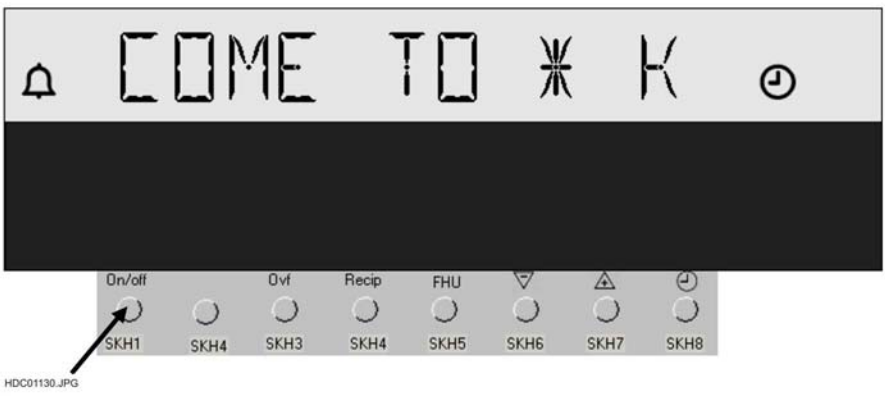 COME TO * K
On/off Ovf Recip FHU
SKH1 SKH4 SKH3 SKH4 SKH5 SKH6 SKH7 SKH8
HDC01130.JPG